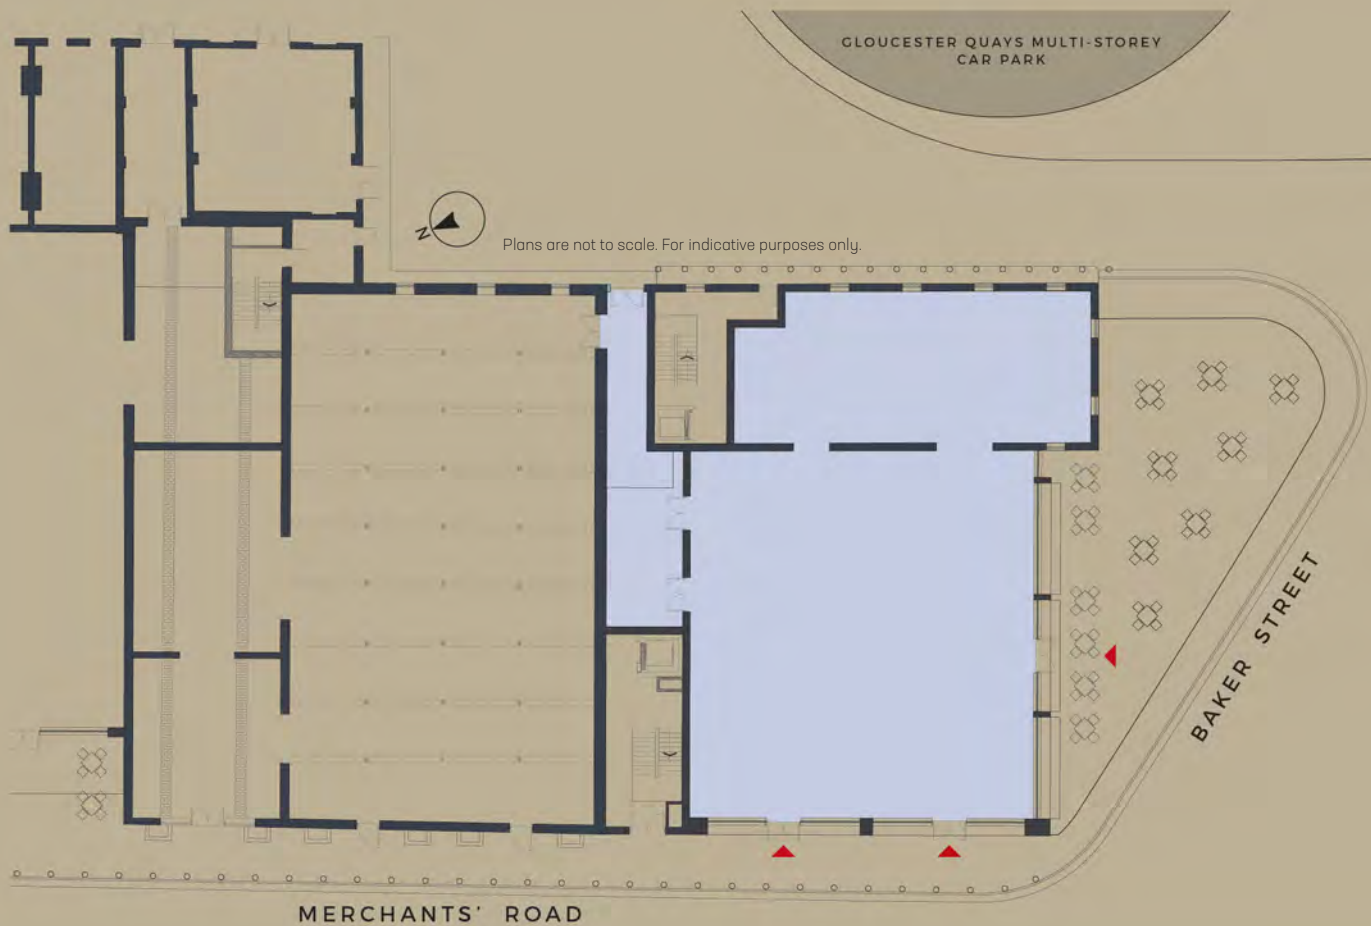 GLOUCESTER QUAYS MULTI-STOREY
CAR PARK
N
Plans are not to scale. For indicative purposes only.
BAKER STREET
MERCHANTS' ROAD